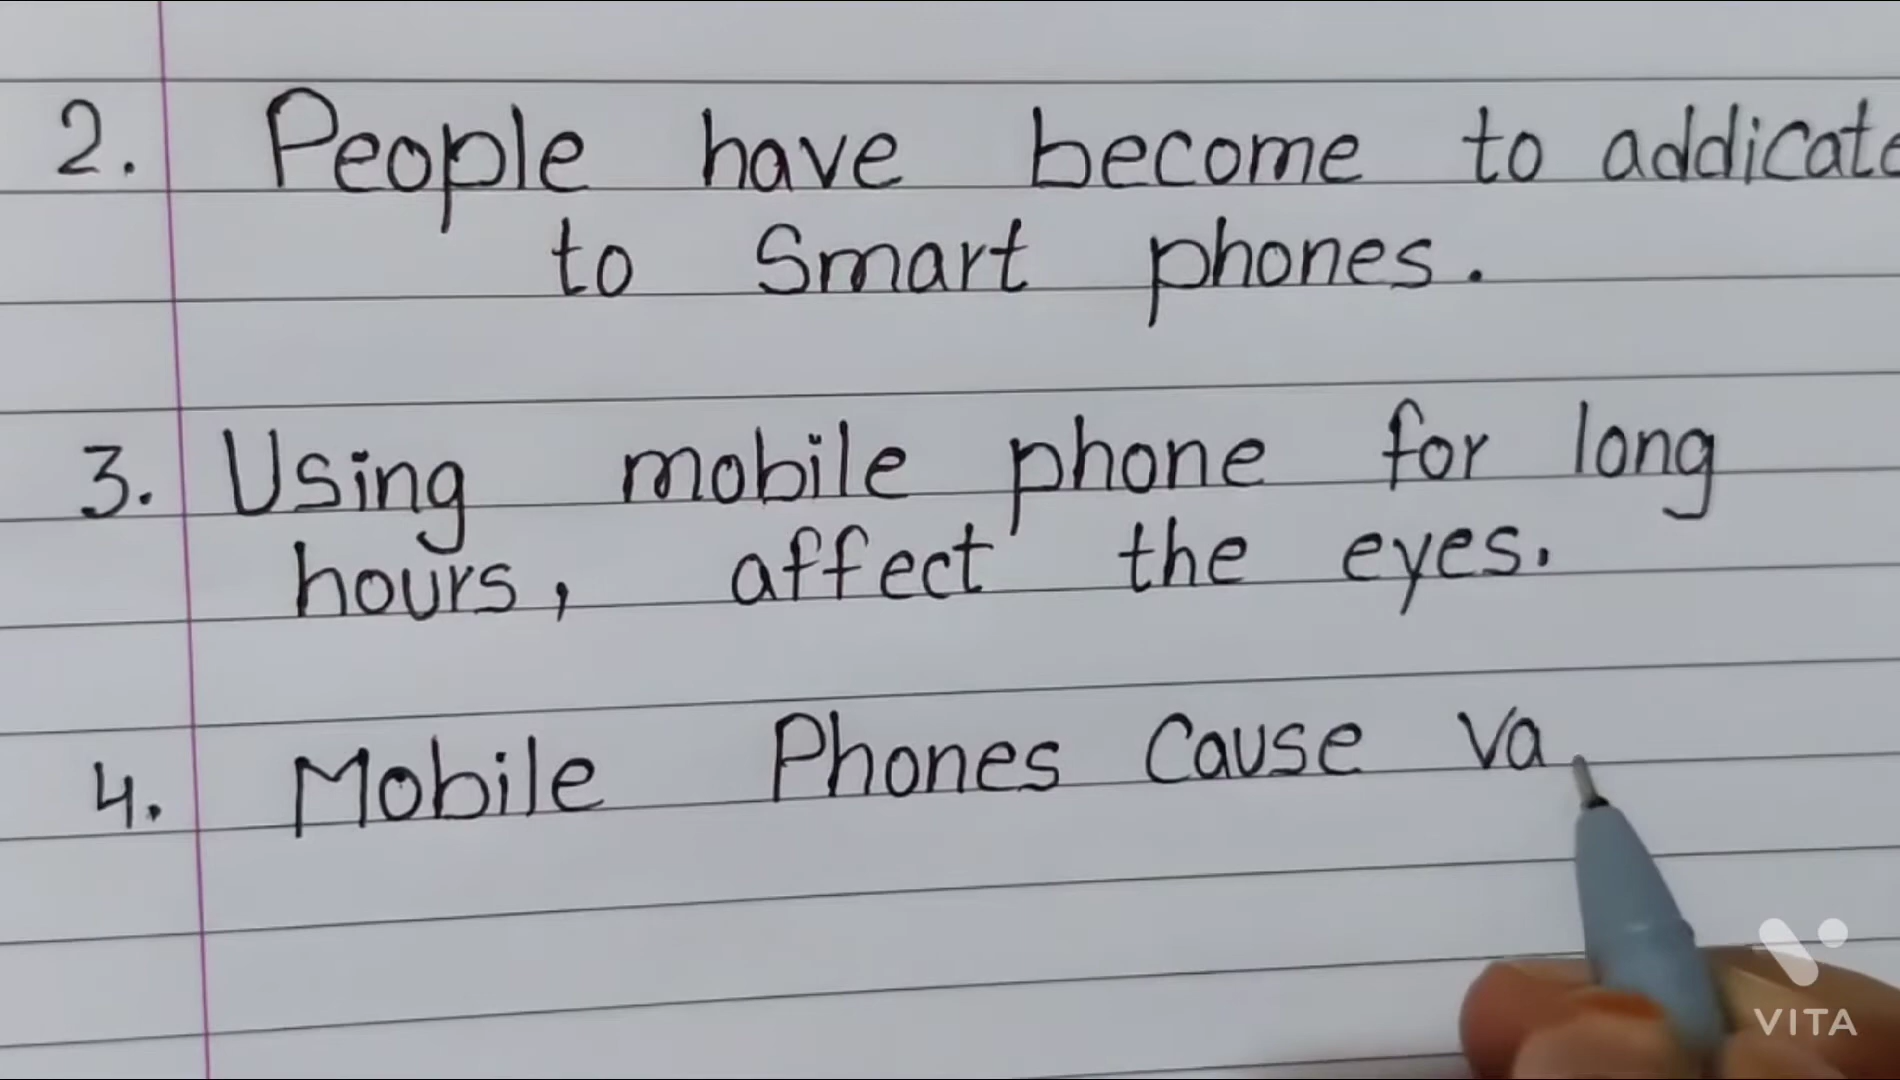 2. People have become to addicate
to Smart phones.
3. Using mobile phone for long
hours, affect the eyes.
4. Mobile Phones Cause va
VITA